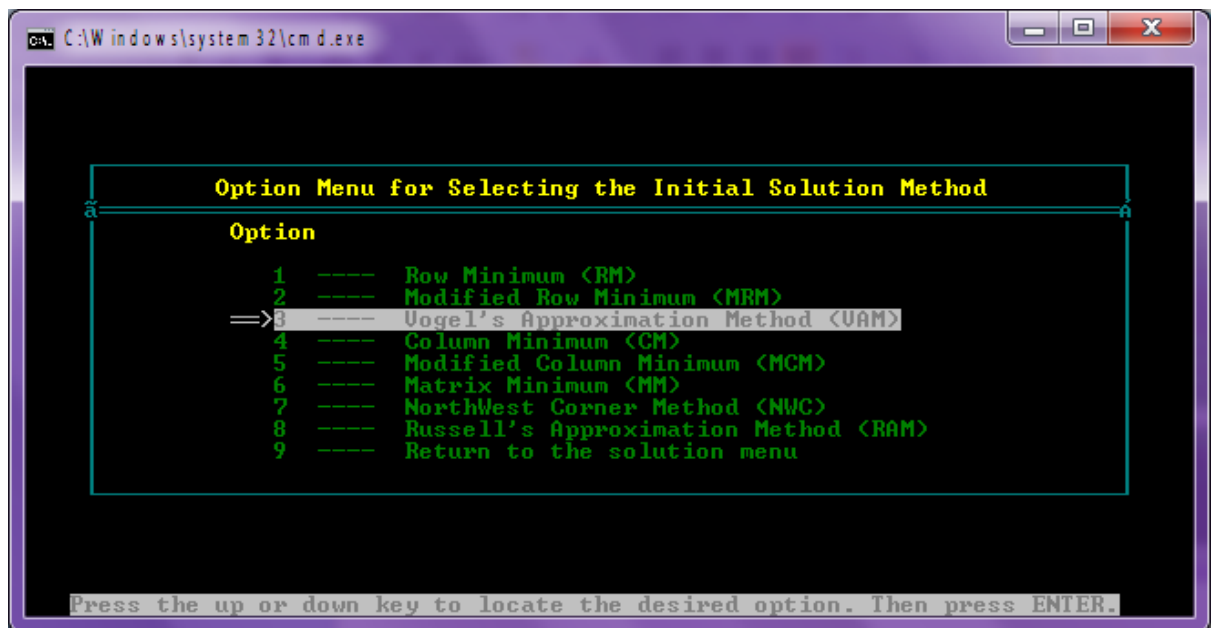 C:\Windows\system32\cmd.exe
Option Menu for Selecting the Initial Solution Method
Option
1 ---- Row Minimum (RM)
2 ---- Modified Row Minimum (MRM)
==>3 ---- Vogel's Approximation Method (VAM)
4 ---- Column Minimum (CM)
5 ---- Modified Column Minimum (MCM)
6 ---- Matrix Minimum (MM)
7 ---- NorthWest Corner Method (NWC)
8 ---- Russell's Approximation Method (RAM)
9 ---- Return to the solution menu
Press the up or down key to locate the desired option. Then press ENTER.